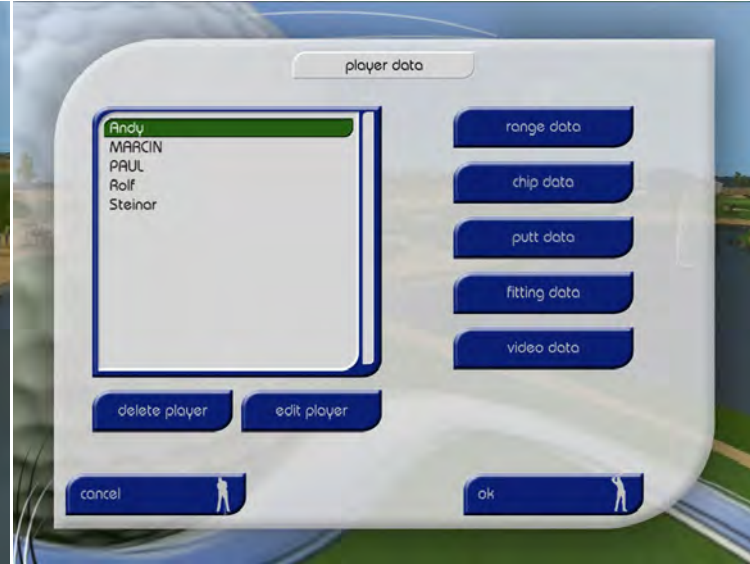 player data
Andy
MARCIN
PAUL
Rolf
Steinar
range data
chip data
putt data
fitting data
video data
delete player
edit player
cancel
ok